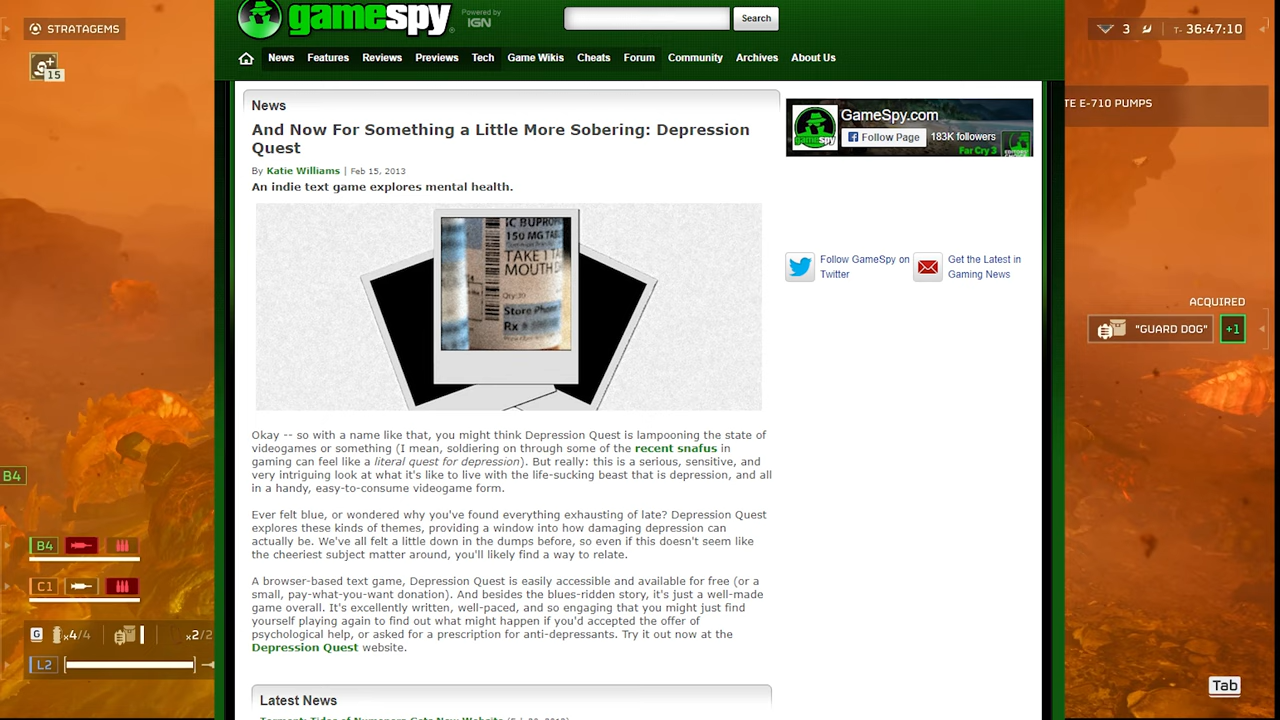 STRATAGEMS
15
gamespy
Powered by
IGN
Search
3
T- 36:47:10
News Features Reviews Previews Tech Game Wikis Cheats Forum Community Archives About Us
TE E-710 PUMPS
News
And Now For Something a Little More Sobering: Depression
Quest
By Katie Williams | Feb 15, 2013
An indie text game explores mental health.
GameSpy.com
Follow Page
183K followers
Far Cry 3
gamespy
150 MG TAB
TAKE 1 TA
MOUTH D
Qty:
Store Phone
Rx #
Follow GameSpy on
Twitter
Get the Latest in
Gaming News
ACQUIRED
"GUARD DOG"
+1
Okay -- so with a name like that, you might think Depression Quest is lampooning the state of
videogames or something (I mean, soldiering on through some of the recent snafus in
gaming can feel like a literal quest for depression). But really: this is a serious, sensitive, and
very intriguing look at what it's like to live with the life-sucking beast that is depression, and all
in a handy, easy-to-consume videogame form.
Ever felt blue, or wondered why you've found everything exhausting of late? Depression Quest
explores these kinds of themes, providing a window into how damaging depression can
actually be. We've all felt a little down in the dumps before, so even if this doesn't seem like
the cheeriest subject matter around, you'll likely find a way to relate.
A browser-based text game, Depression Quest is easily accessible and available for free (or a
small, pay-what-you-want donation). And besides the blues-ridden story, it's just a well-made
game overall. It's excellently written, well-paced, and so engaging that you might just find
yourself playing again to find out what might happen if you'd accepted the offer of
psychological help, or asked for a prescription for anti-depressants. Try it out now at the
Depression Quest website.
B4
B4
C1
G
x4/4
x2/2
L2
Tab
Latest News
Torment: Tides of Numenera Gets New Website